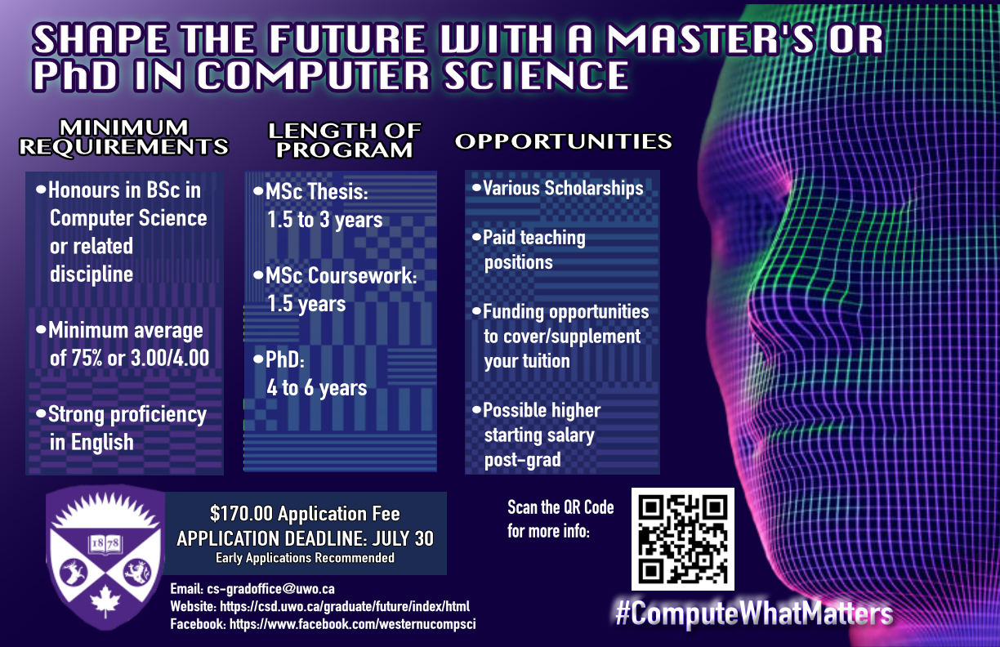 SHAPE THE FUTURE WITH A MASTER'S OR
PhD IN COMPUTER SCIENCE
MINIMUM
REQUIREMENTS
•Honours in BSc in
Computer Science
or related
discipline
•Minimum average
of 75% or 3.00/4.00
•Strong proficiency
in English
LENGTH OF
PROGRAM
•MSc Thesis:
1.5 to 3 years
•MSc Coursework:
1.5 years
•PhD:
4 to 6 years
OPPORTUNITIES
•Various Scholarships
•Paid teaching
positions
•Funding opportunities
to cover/supplement
your tuition
•Possible higher
starting salary
post-grad
1878
$170.00 Application Fee
APPLICATION DEADLINE: JULY 30
Early Applications Recommended
Email: cs-gradoffice@uwo.ca
Website: https://csd.uwo.ca/graduate/future/index/html
Facebook: https://www.facebook.com/westernucompsci
Scan the QR Code
for more info:
#ComputeWhatMatters